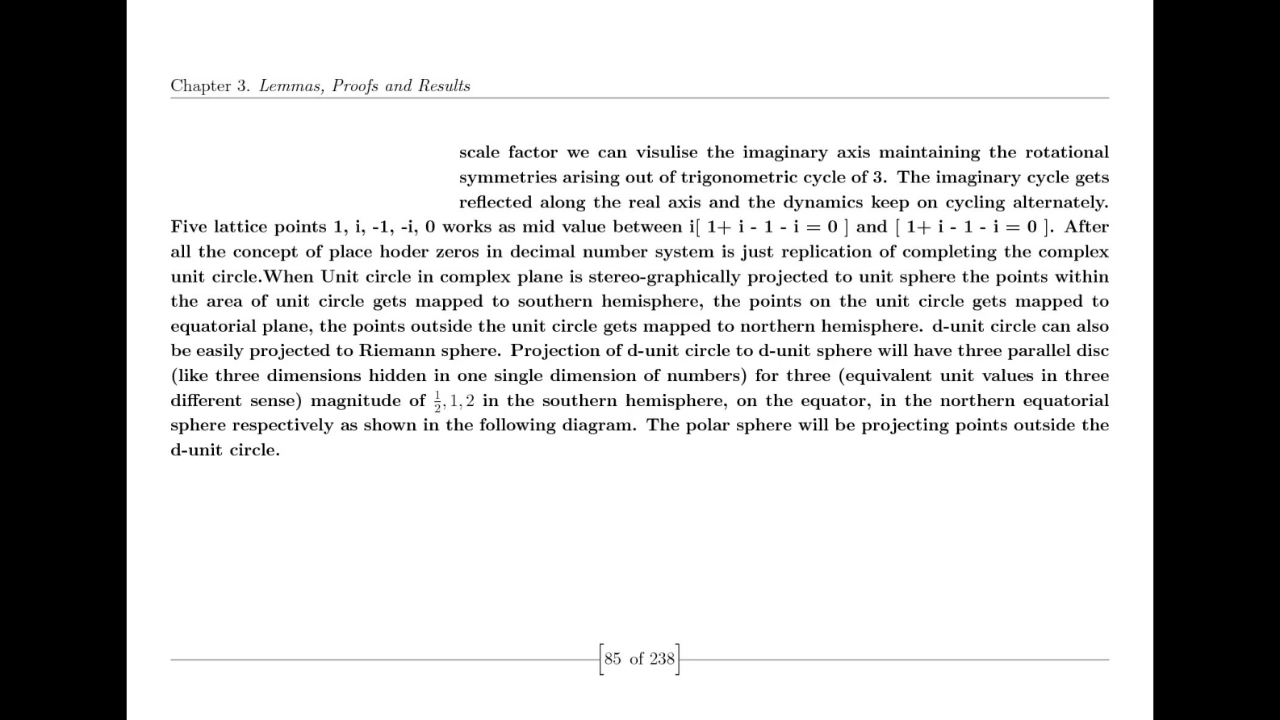 Chapter 3. Lemmas, Proofs and Results
scale factor we can visulise the imaginary axis maintaining the rotational
symmetries arising out of trigonometric cycle of 3. The imaginary cycle gets
reflected along the real axis and the dynamics keep on cycling alternately.
Five lattice points 1, i, -1, -i, 0 works as mid value between i[ 1+ i - 1 - i = 0 ] and [ 1+ i - 1 - i = 0 ]. After
all the concept of place hoder zeros in decimal number system is just replication of completing the complex
unit circle.When Unit circle in complex plane is stereo-graphically projected to unit sphere the points within
the area of unit circle gets mapped to southern hemisphere, the points on the unit circle gets mapped to
equatorial plane, the points outside the unit circle gets mapped to northern hemisphere. d-unit circle can also
be easily projected to Riemann sphere. Projection of d-unit circle to d-unit sphere will have three parallel disc
(like three dimensions hidden in one single dimension of numbers) for three (equivalent unit values in three
different sense) magnitude of ½, 1, 2 in the southern hemisphere, on the equator, in the northern equatorial
sphere respectively as shown in the following diagram. The polar sphere will be projecting points outside the
d-unit circle.
[85 of 238]